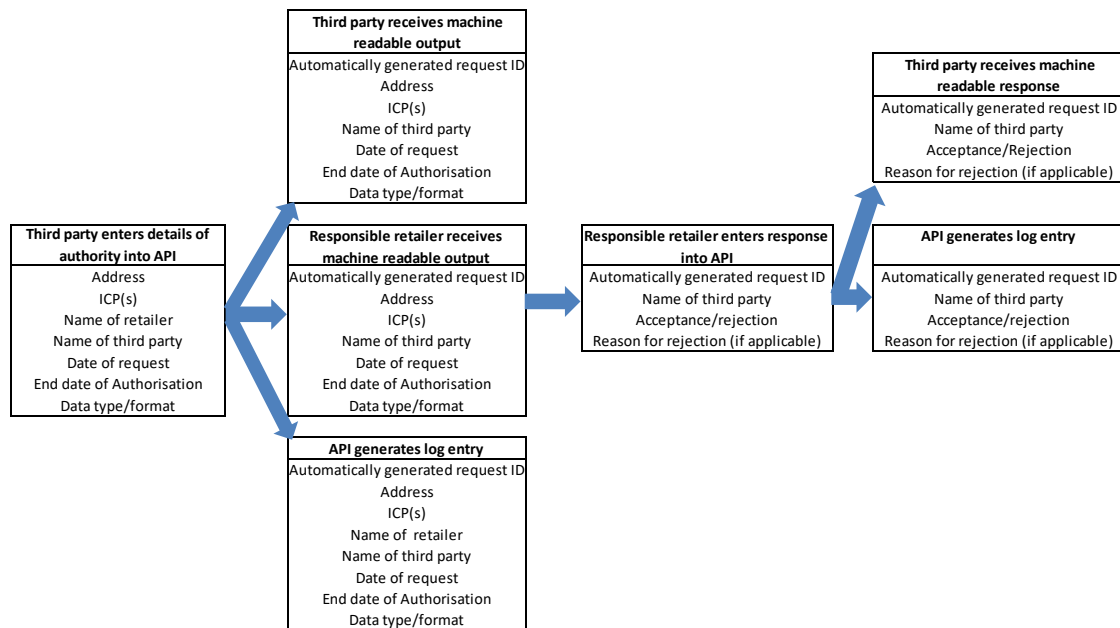 Third party enters details of
authority into API
Address
ICP(s)
Name of retailer
Name of third party
Date of request
End date of Authorisation
Data type/format
Third party receives machine
readable output
Automatically generated request ID
Address
ICP(s)
Name of third party
Date of request
End date of Authorisation
Data type/format
Responsible retailer receives
machine readable output
Automatically generated request ID
Address
ICP(s)
Name of third party
Date of request
End date of Authorisation
Data type/format
API generates log entry
Automatically generated request ID
Address
ICP(s)
Name of retailer
Name of third party
Date of request
End date of Authorisation
Data type/format
Responsible retailer enters response
into API
Automatically generated request ID
Name of third party
Acceptance/rejection
Reason for rejection (if applicable)
Third party receives machine
readable response
Automatically generated request ID
Name of third party
Acceptance/Rejection
Reason for rejection (if applicable)
API generates log entry
Automatically generated request ID
Name of third party
Acceptance/rejection
Reason for rejection (if applicable)